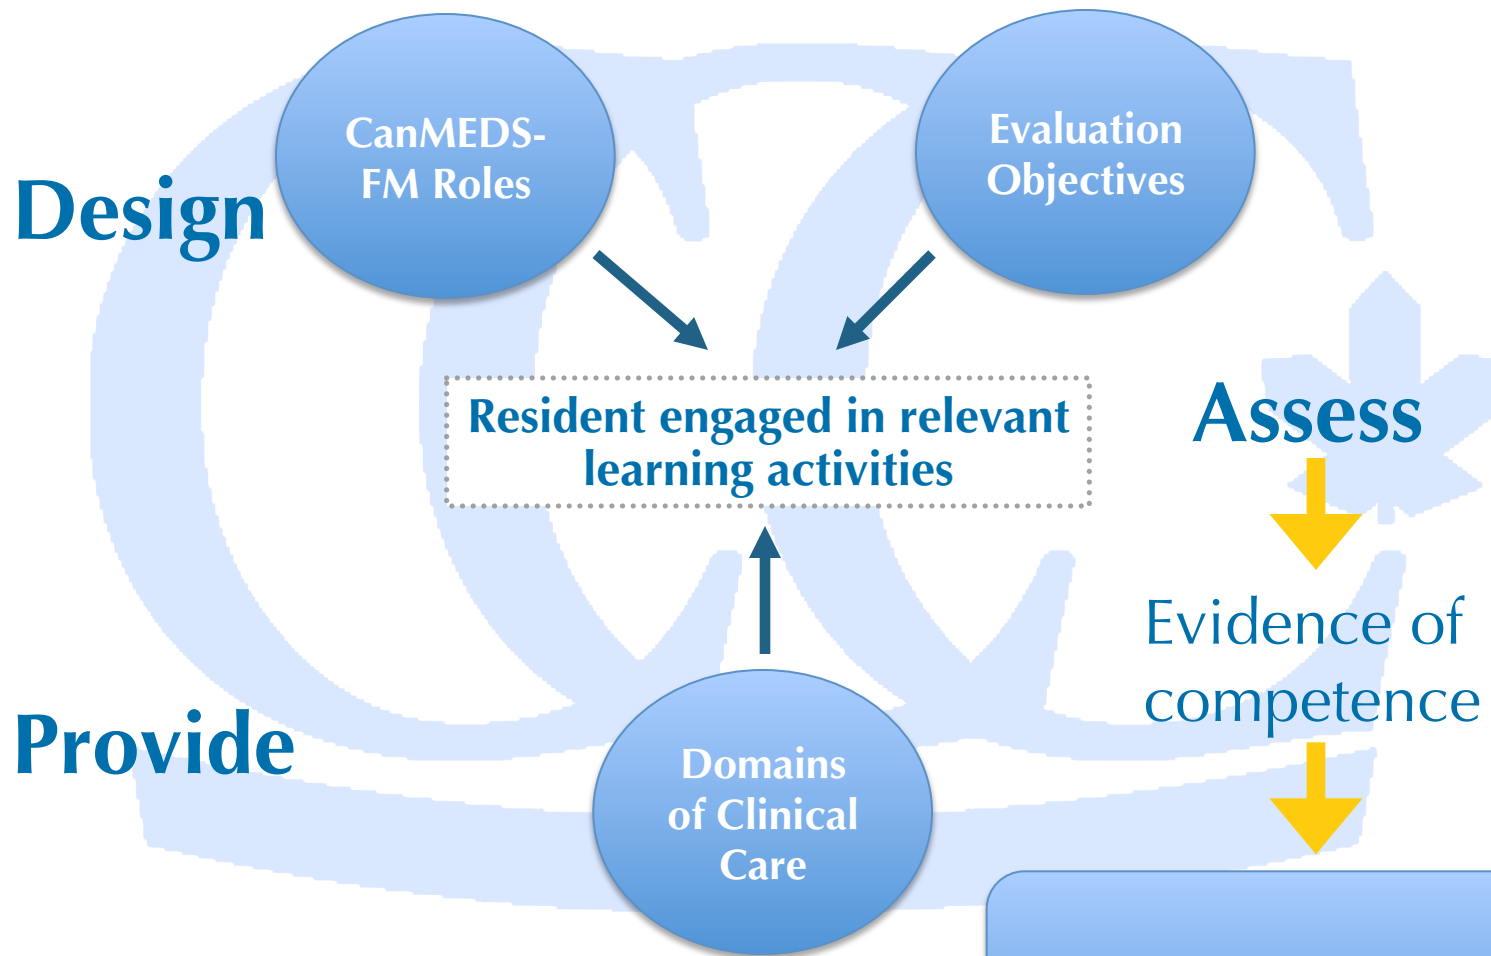 CanMEDS-
FM Roles
Evaluation
Objectives
Design
Resident engaged in relevant
learning activities
Assess
Evidence of
competence
Provide
Domains
of Clinical
Care